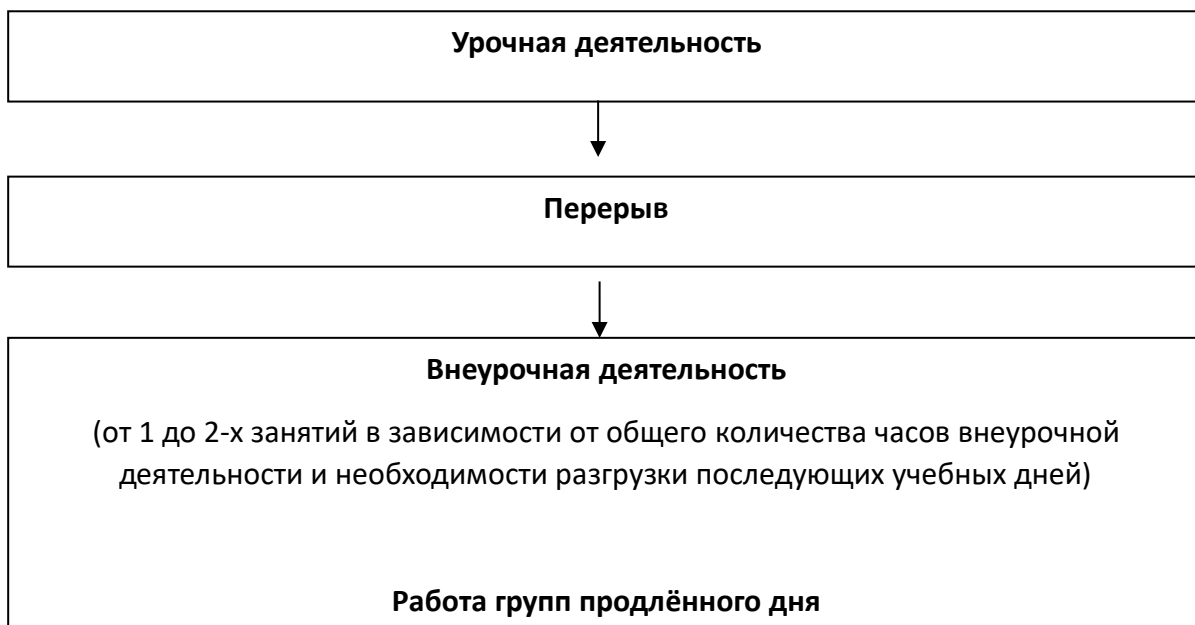 Урочная деятельность
Перерыв
Внеурочная деятельность
(от 1 до 2-х занятий в зависимости от общего количества часов внеурочной
деятельности и необходимости разгрузки последующих учебных дней)
Работа групп продлённого дня